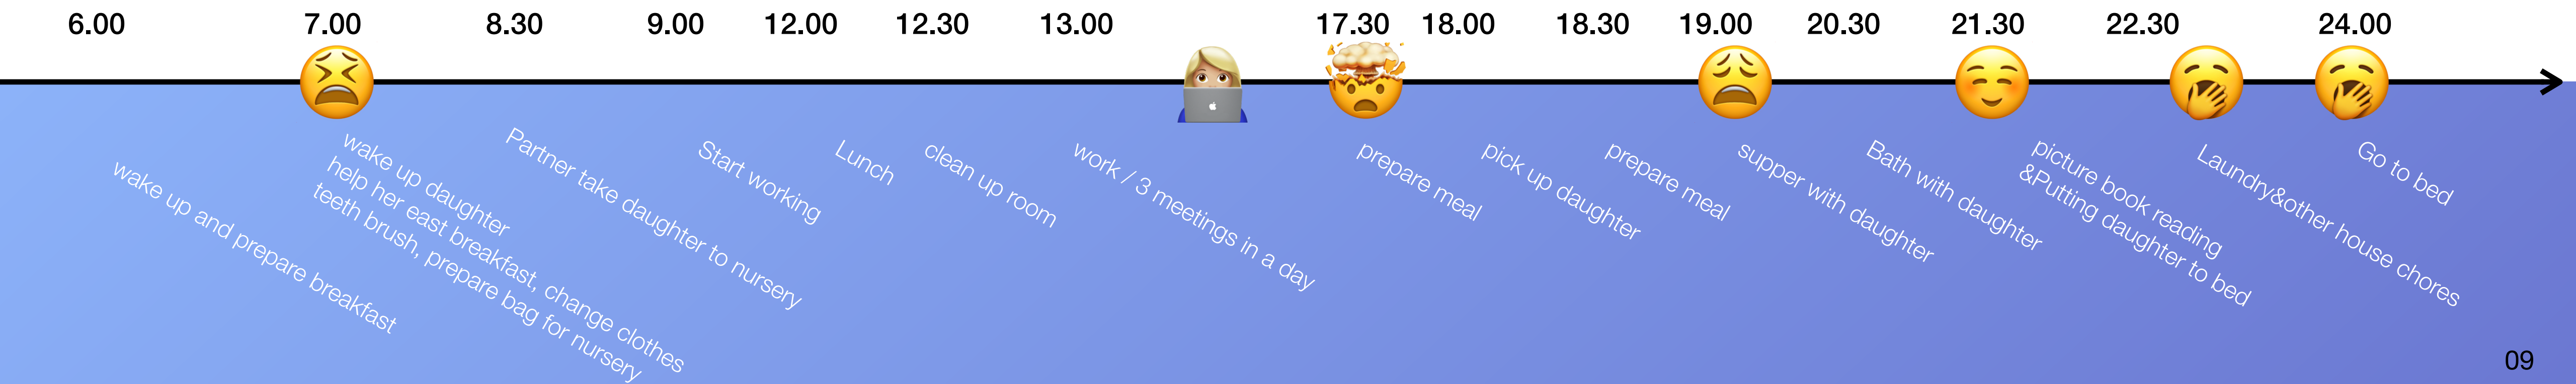 6.00 7.00 8.30 9.00 12.00 12.30 13.00 17.30 18.00 18.30 19.00 20.30 21.30 22.30 24.00
wake up and prepare breakfast
wake up daughter
help her east breakfast, change clothes
teeth brush, prepare bag for nursery
Partner take daughter to nursery
Start working
Lunch
clean up room
work / 3 meetings in a day
prepare meal
pick up daughter
prepare meal
supper with daughter
Bath with daughter
picture book reading
&Putting daughter to bed
Laundry&other house chores
Go to bed
09